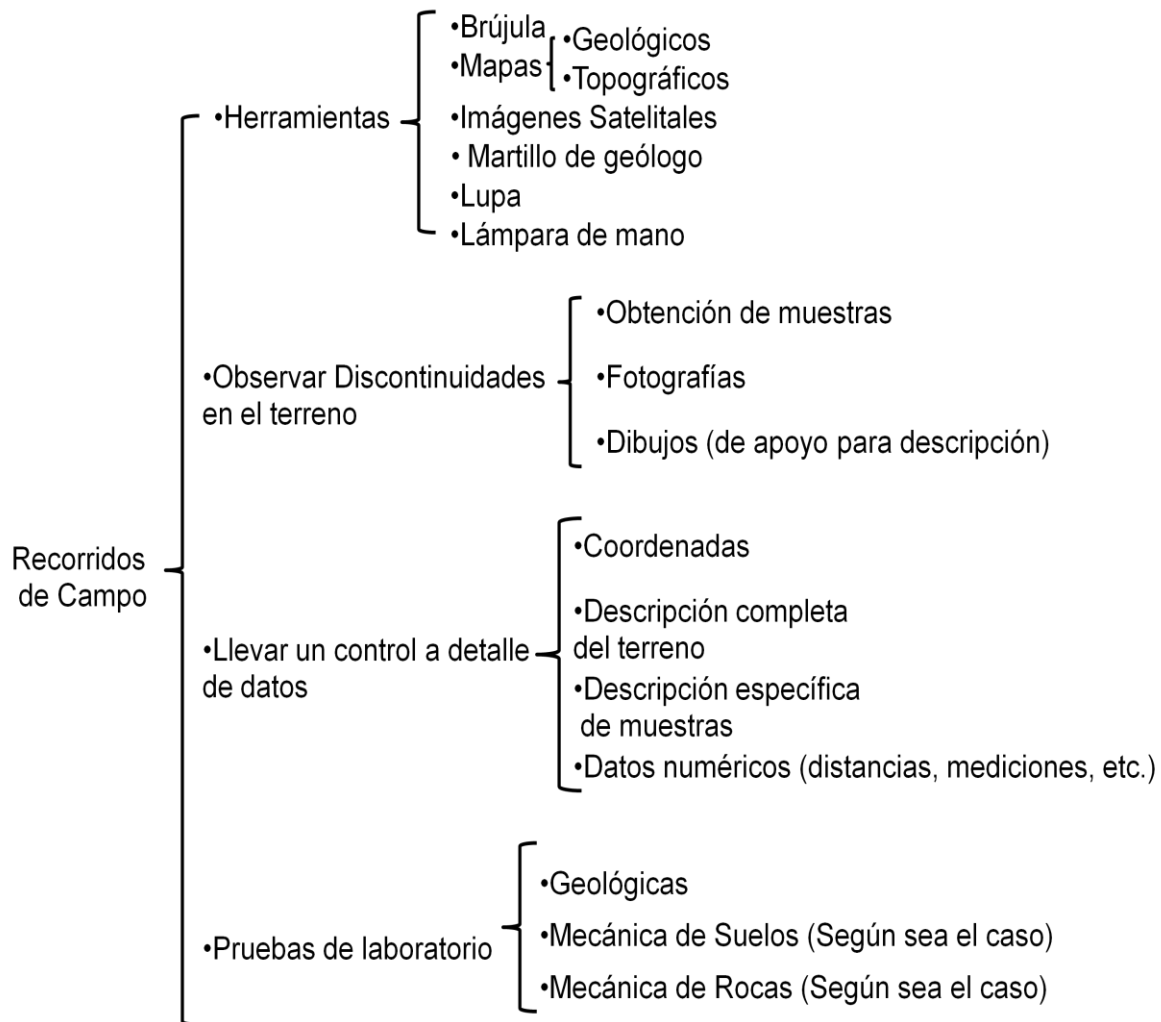 •Brújula
•Mapas
•Geológicos
•Topográficos
•Herramientas
•Imágenes Satelitales
• Martillo de geólogo
•Lupa
•Lámpara de mano
•Obtención de muestras
•Observar Discontinuidades
en el terreno
•Fotografías
•Dibujos (de apoyo para descripción)
Recorridos
de Campo
•Coordenadas
•Descripción completa
del terreno
•Llevar un control a detalle
de datos
•Descripción específica
de muestras
•Datos numéricos (distancias, mediciones, etc.)
•Geológicas
•Pruebas de laboratorio
•Mecánica de Suelos (Según sea el caso)
•Mecánica de Rocas (Según sea el caso)